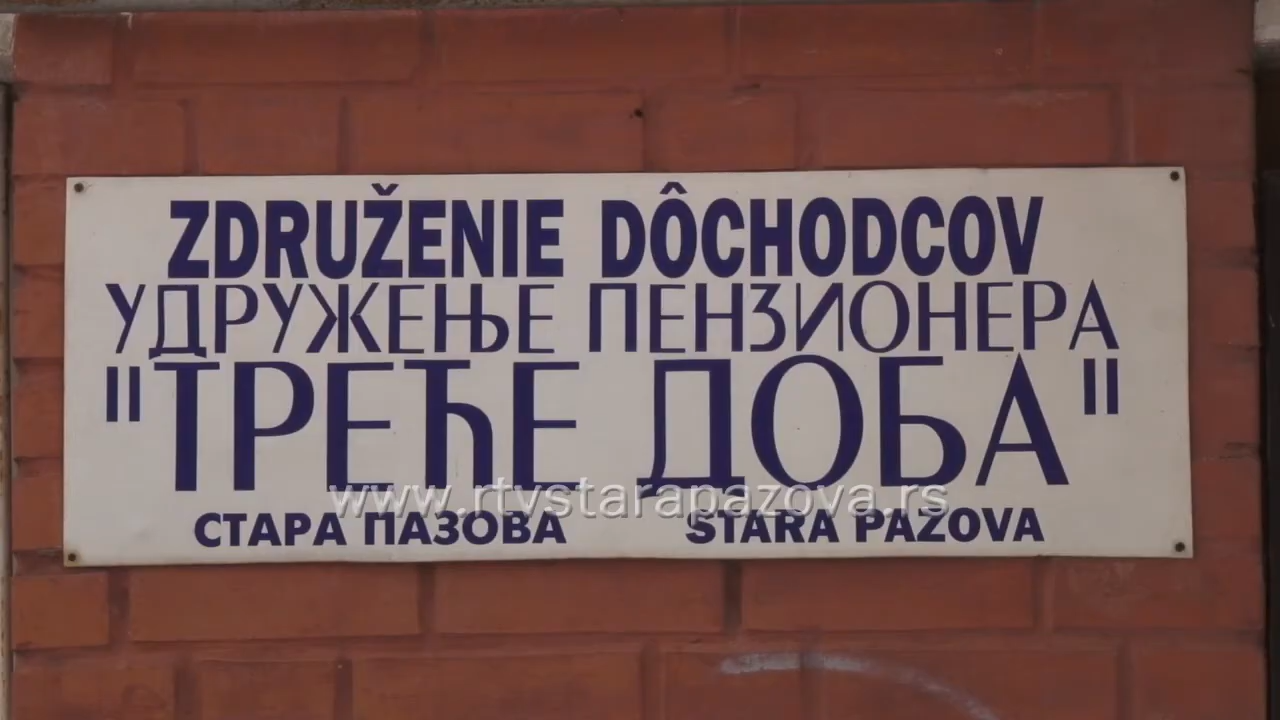 ZDRUŽENIE DÔCHODCOV
УДРУЖЕЊЕ ПЕНЗИОНЕРА
"ТРЕЋЕ ДОБА"
www.rtvstarapazova.rs
СТАРА ПАЗОВА STARA PAZOVA